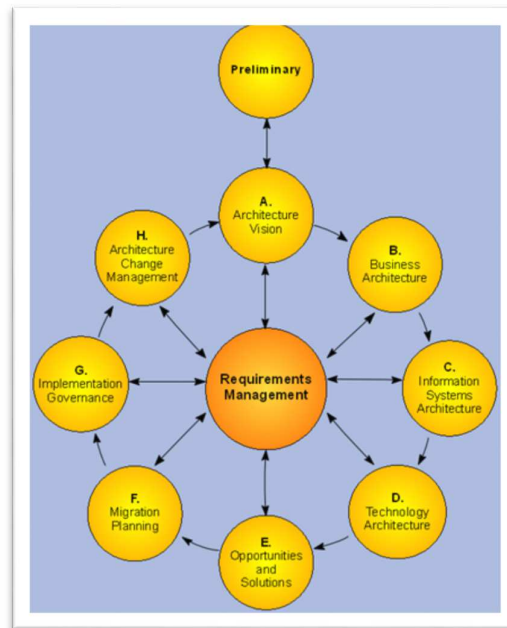 Preliminary
A.
Architecture
Vision
B.
Business
Architecture
C.
Information
Systems
Architecture
D.
Technology
Architecture
E.
Opportunities
and
Solutions
F.
Migration
Planning
G.
Implementation
Governance
H.
Architecture
Change
Management
Requirements
Management